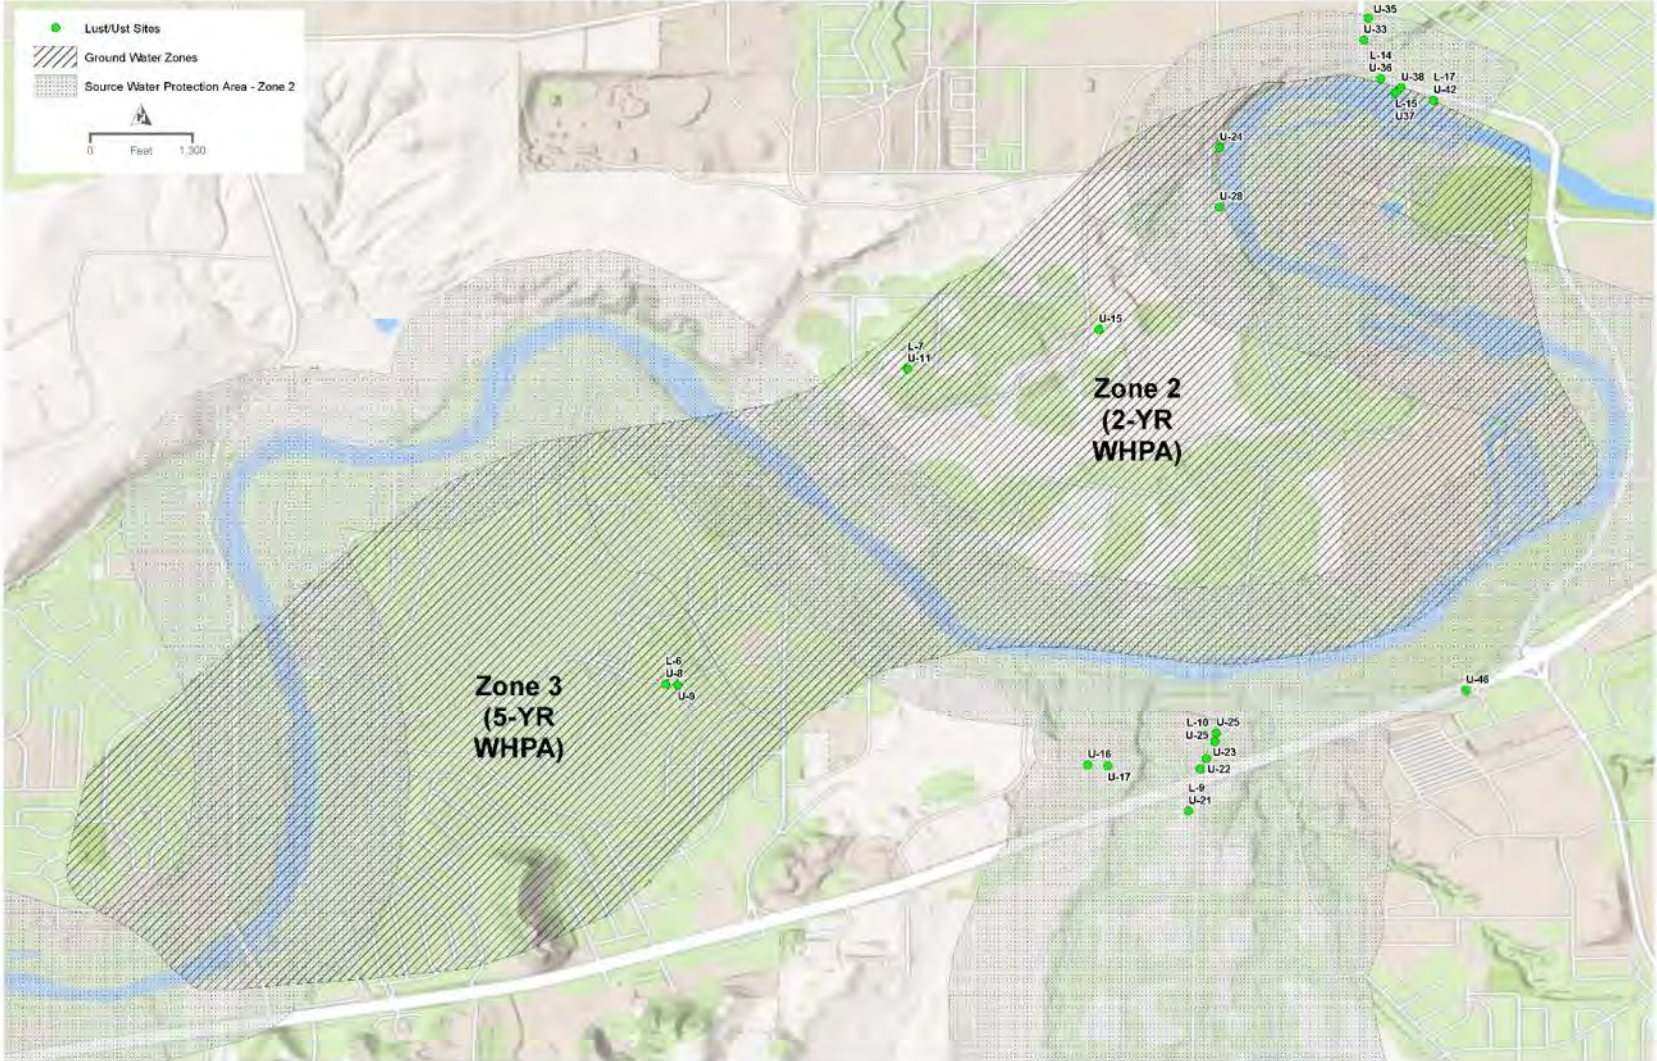 Lust/Ust Sites
Ground Water Zones
Source Water Protection Area - Zone 2
N
0 Feet 1,300
U-35
U-33
L-14
U-36
U-38
L-17
U-42
L-15
U37
U-24
U-28
U-15
L-7
U-11
Zone 2
(2-YR
WHPA)
L-6
U-8
U-9
Zone 3
(5-YR
WHPA)
U-46
L-10 U-25
U-25
U-23
U-22
U-16
U-17
L-9
U-21